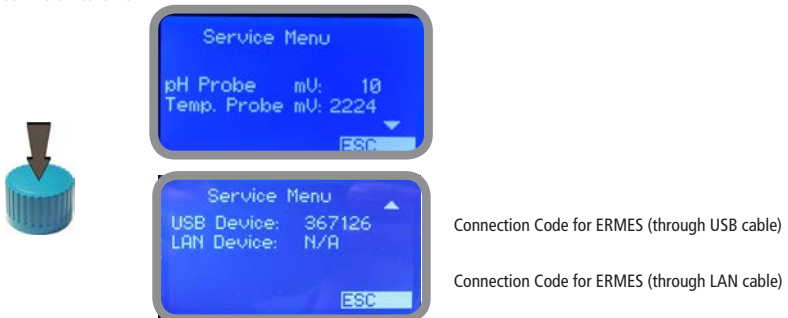 Service Menu
pH Probe mV: 10
Temp. Probe mV: 2224
ESC
Service Menu
USB Device: 367126
LAN Device: N/A
ESC
Connection Code for ERMES (through USB cable)
Connection Code for ERMES (through LAN cable)